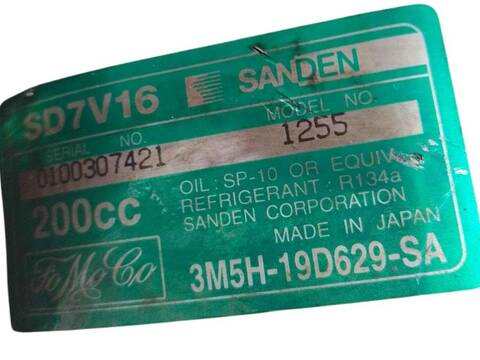 SD7V16 SANDEN
SERIAL NO. MODEL NO.
0100307421 1255
200cc OIL: SP-10 OR EQUIV
REFRIGERANT: R134a
SANDEN CORPORATION
MADE IN JAPAN
FoMoCo 3M5H-19D629-SA